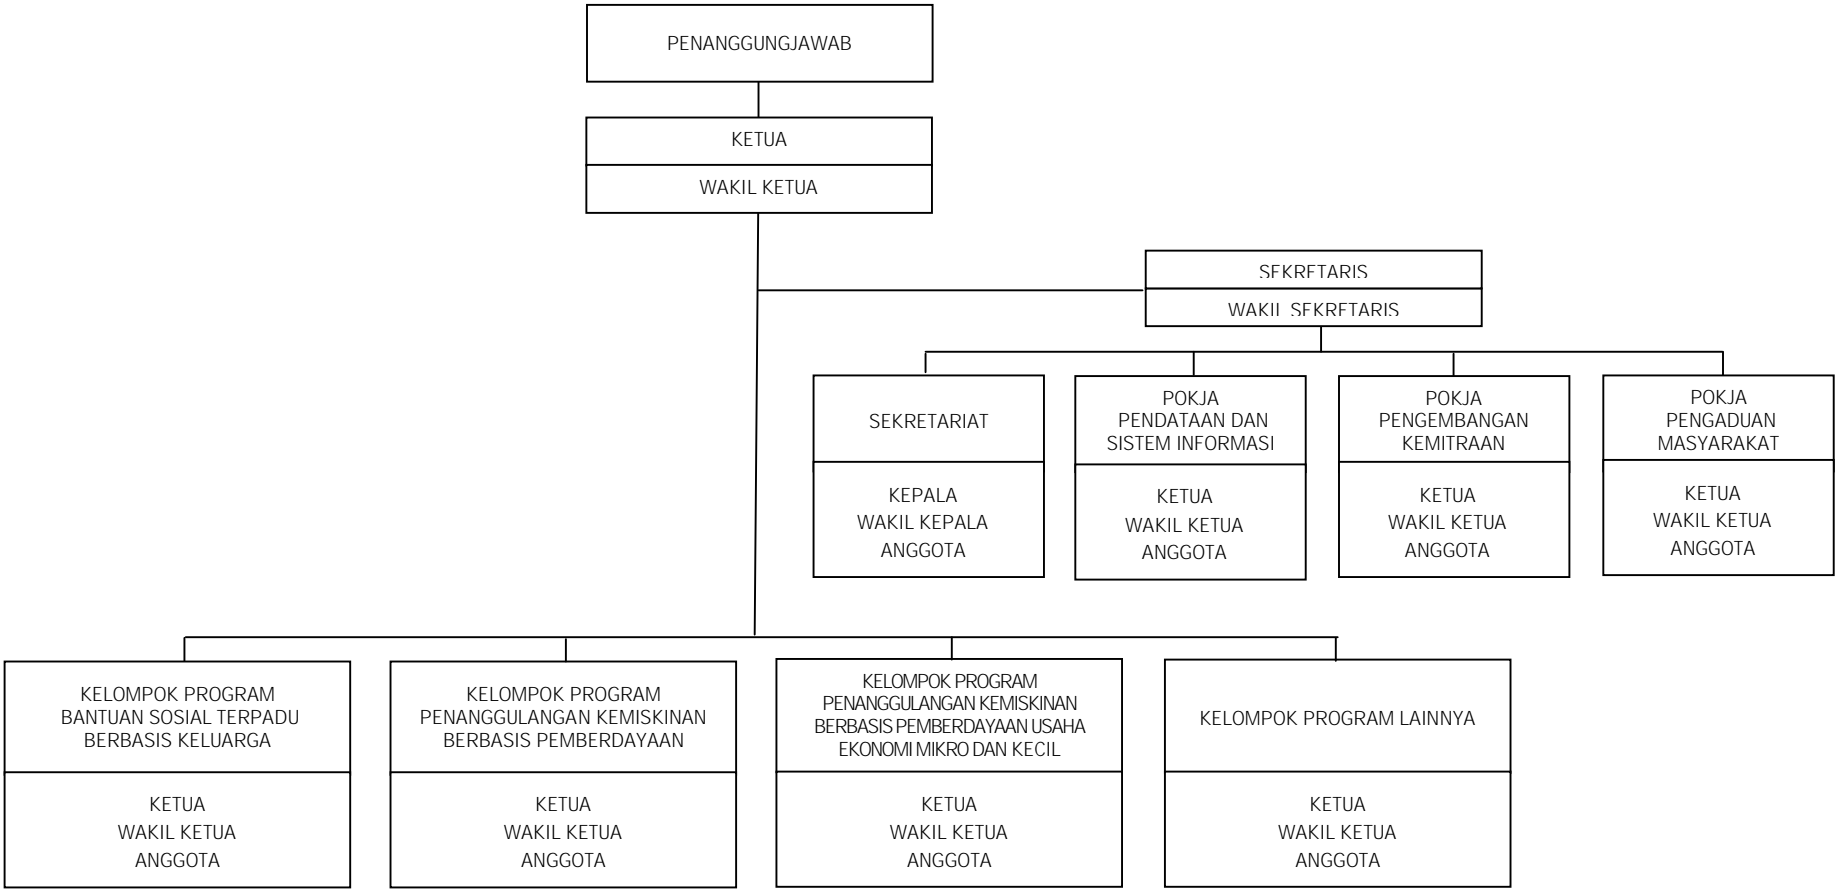 PENANGGUNGJAWAB
KETUA
WAKIL KETUA
SEKRETARIS
WAKIL SEKRETARIS
SEKRETARIAT
KEPALA
WAKIL KEPALA
ANGGOTA
POKJA
PENDATAAN DAN
SISTEM INFORMASI
KETUA
WAKIL KETUA
ANGGOTA
POKJA
PENGEMBANGAN
KEMITRAAN
KETUA
WAKIL KETUA
ANGGOTA
POKJA
PENGADUAN
MASYARAKAT
KETUA
WAKIL KETUA
ANGGOTA
KELOMPOK PROGRAM
BANTUAN SOSIAL TERPADU
BERBASIS KELUARGA
KETUA
WAKIL KETUA
ANGGOTA
KELOMPOK PROGRAM
PENANGGULANGAN KEMISKINAN
BERBASIS PEMBERDAYAAN
KETUA
WAKIL KETUA
ANGGOTA
KELOMPOK PROGRAM
PENANGGULANGAN KEMISKINAN
BERBASIS PEMBERDAYAAN USAHA
EKONOMI MIKRO DAN KECIL
KETUA
WAKIL KETUA
ANGGOTA
KELOMPOK PROGRAM LAINNYA
KETUA
WAKIL KETUA
ANGGOTA